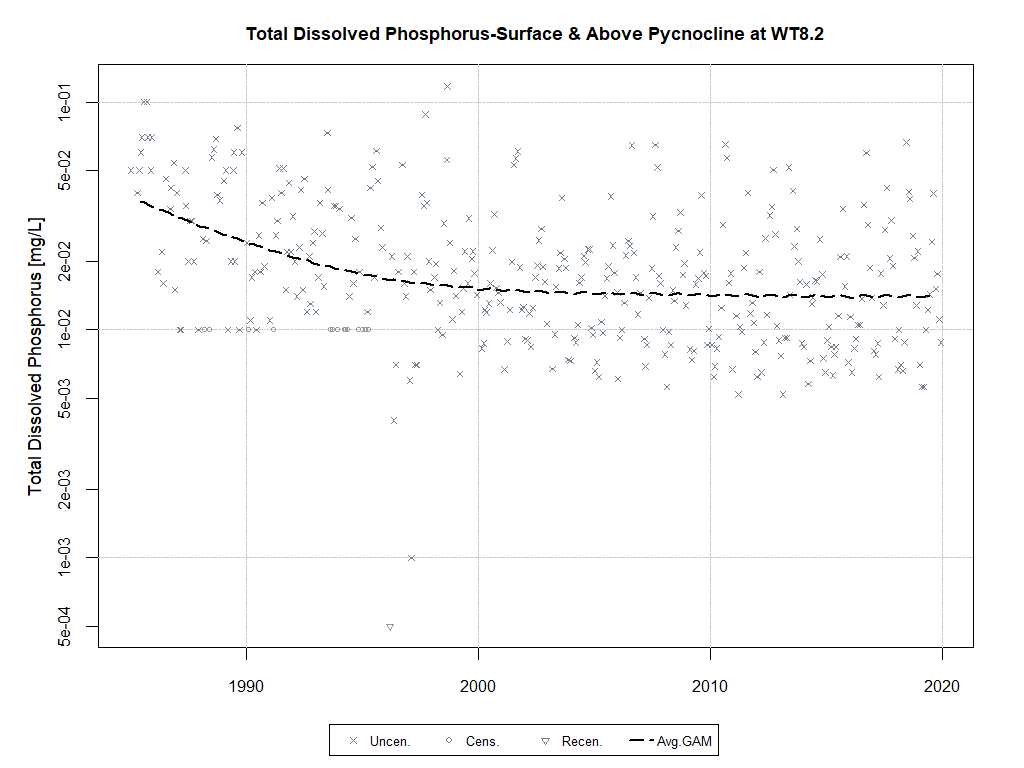 Total Dissolved Phosphorus-Surface & Above Pycnocline at WT8.2
Total Dissolved Phosphorus [mg/L]
1e-01
5e-02
2e-02
1e-02
5e-03
2e-03
1e-03
5e-04
1990 2000 2010 2020
Uncen. Cens. Recen. Avg.GAM